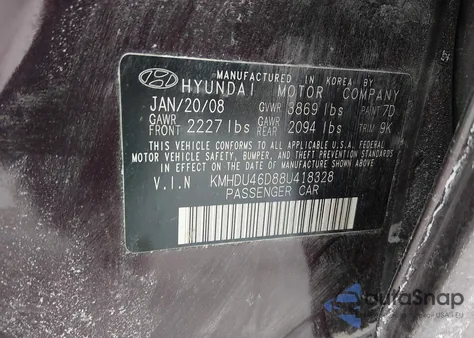 MANUFACTURED IN KOREA BY
HYUNDAI MOTOR COMPANY
JAN/20/08 GVWR 3869 lbs PAINT 7D
GAWR FRONT 2227 lbs GAWR REAR 2094 lbs TRIM 9K
THIS VEHICLE CONFORMS TO ALL APPLICABLE U.S.A. FEDERAL
MOTOR VEHICLE SAFETY, BUMPER, AND THEFT PREVENTION
STANDARDS IN EFFECT ON THE DATE OF MANUFACTURE SHOWN ABOVE.
V.I.N KMHDU46D88U418328
PASSENGER CAR
autoSnap